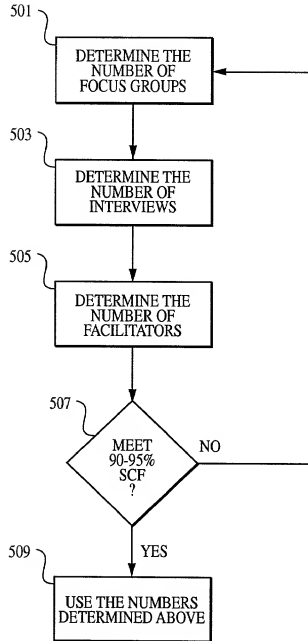 501
DETERMINE THE
NUMBER OF
FOCUS GROUPS
503
DETERMINE THE
NUMBER OF
INTERVIEWS
505
DETERMINE THE
NUMBER OF
FACILITATORS
507
MEET
90-95%
SCF
?
NO
YES
509
USE THE NUMBERS
DETERMINED ABOVE